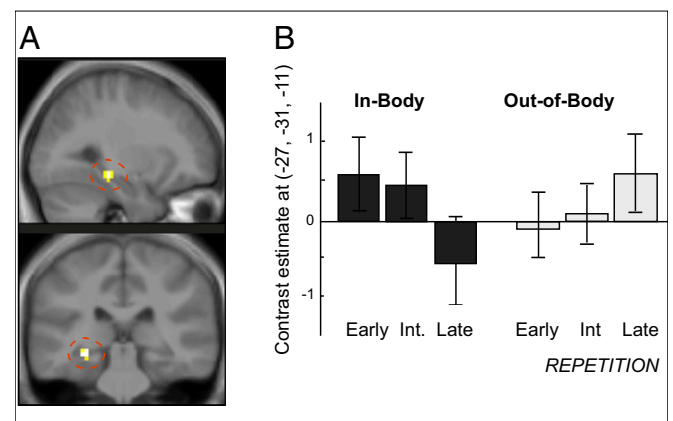 A
B
Contrast estimate at (-27, -31, -11)
In-Body
Out-of-Body
1
0
-1
Early Int. Late
Early Int Late
REPETITION